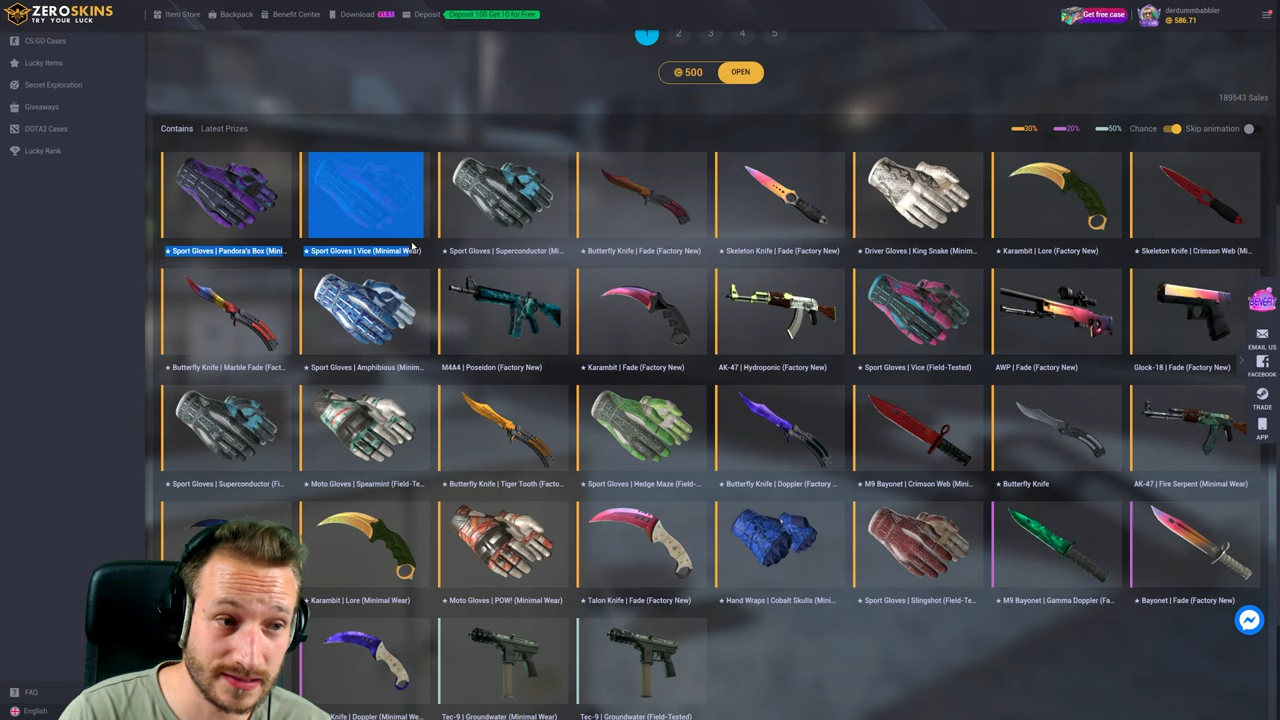 ZEROSKINS
TRY YOUR LUCK
Item Store
Backpack
Benefit Center
Download
Deposit
Deposit 100 Get 10 for Free
Get free case
derdummbabbler
586.71
CS:GO Cases
Lucky Items
Secret Exploration
Giveaways
DOTA2 Cases
Lucky Rank
1 2 3 4 5
500 OPEN
189543 Sales
Contains Latest Prizes
30% 20% 50% Chance Skip animation
★ Sport Gloves | Pandora's Box (Mini...
★ Sport Gloves | Vice (Minimal Wear)
★ Sport Gloves | Superconductor (Mi...
★ Butterfly Knife | Fade (Factory New)
★ Skeleton Knife | Fade (Factory New)
★ Driver Gloves | King Snake (Minim...
★ Karambit | Lore (Factory New)
★ Skeleton Knife | Crimson Web (Mi...
★ Butterfly Knife | Marble Fade (Fact...
★ Sport Gloves | Amphibious (Minim...
M4A4 | Poseidon (Factory New)
★ Karambit | Fade (Factory New)
AK-47 | Hydroponic (Factory New)
★ Sport Gloves | Vice (Field-Tested)
AWP | Fade (Factory New)
Glock-18 | Fade (Factory New)
BENEFIT
EMAIL US
FACEBOOK
TRADE
APP
★ Sport Gloves | Superconductor (Fi...
★ Moto Gloves | Spearmint (Field-Te...
★ Butterfly Knife | Tiger Tooth (Facto...
★ Sport Gloves | Hedge Maze (Field-...
★ Butterfly Knife | Doppler (Factory ...
★ M9 Bayonet | Crimson Web (Mini...
★ Butterfly Knife
AK-47 | Fire Serpent (Minimal Wear)
Karambit | Lore (Minimal Wear)
★ Moto Gloves | POW! (Minimal Wear)
★ Talon Knife | Fade (Factory New)
★ Hand Wraps | Cobalt Skulls (Mini...
★ Sport Gloves | Slingshot (Field-Te...
★ M9 Bayonet | Gamma Doppler (Fa...
★ Bayonet | Fade (Factory New)
Knife | Doppler (Minimal We...
Tec-9 | Groundwater (Minimal Wear)
Tec-9 | Groundwater (Field-Tested)
FAQ
English